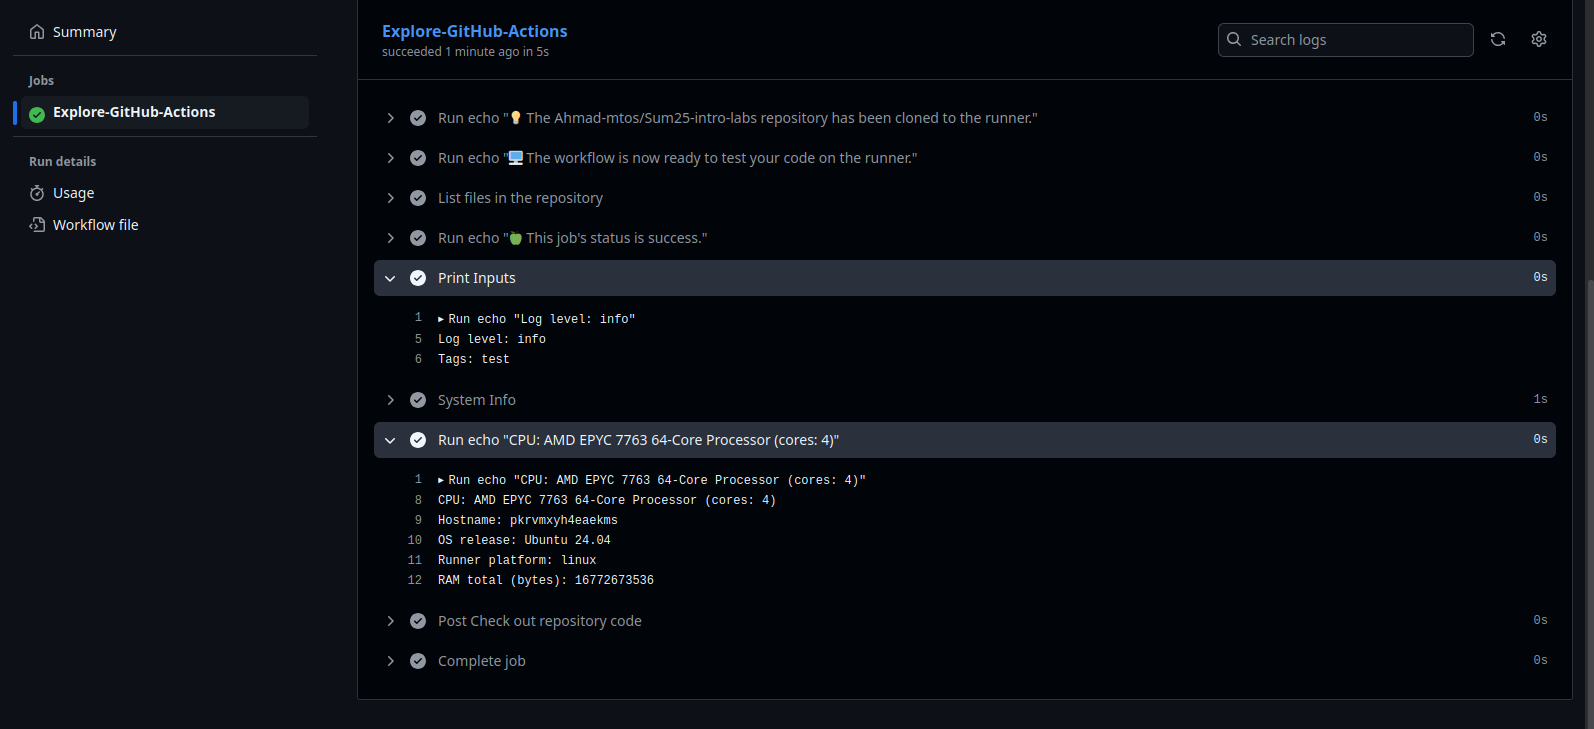 Summary
Jobs
Explore-GitHub-Actions
Run details
Usage
Workflow file
Explore-GitHub-Actions
succeeded 1 minute ago in 5s
Search logs
Run echo "💡 The Ahmad-mtos/Sum25-intro-labs repository has been cloned to the runner." 0s
Run echo "🖥️ The workflow is now ready to test your code on the runner." 0s
List files in the repository 0s
Run echo "🍏 This job's status is success." 0s
Print Inputs 0s
1 ▸ Run echo "Log level: info"
5 Log level: info
6 Tags: test
System Info 1s
Run echo "CPU: AMD EPYC 7763 64-Core Processor (cores: 4)" 0s
1 ▸ Run echo "CPU: AMD EPYC 7763 64-Core Processor (cores: 4)"
8 CPU: AMD EPYC 7763 64-Core Processor (cores: 4)
9 Hostname: pkrvmxyh4eaekms
10 OS release: Ubuntu 24.04
11 Runner platform: linux
12 RAM total (bytes): 16772673536
Post Check out repository code 0s
Complete job 0s